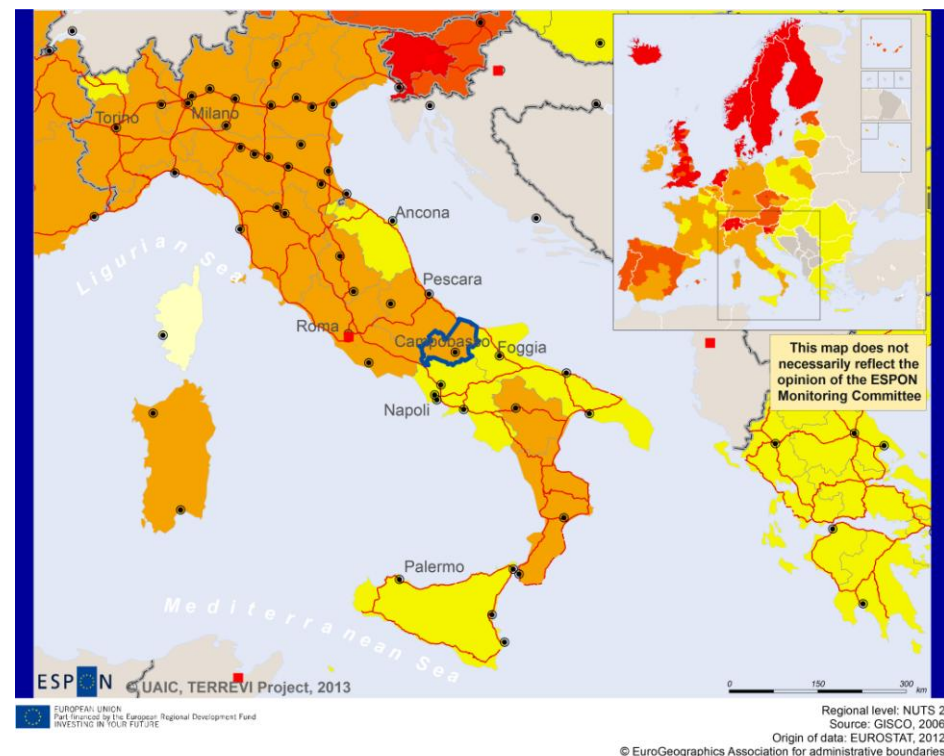 Torino
Milano
Ancona
Ligurian Sea
Pescara
Roma
Campobasso
Foggia
This map does not
necessarily reflect the
opinion of the ESPON
Monitoring Committee
Napoli
Palermo
Mediterranean Sea
ESPON © UAIC, TERREVI Project, 2013
0 150 300
km
EUROPEAN UNION
Part financed by the European Regional Development Fund
INVESTING IN YOUR FUTURE
Regional level: NUTS 2
Source: GISCO, 2006
Origin of data: EUROSTAT, 2012
© EuroGeographics Association for administrative boundaries